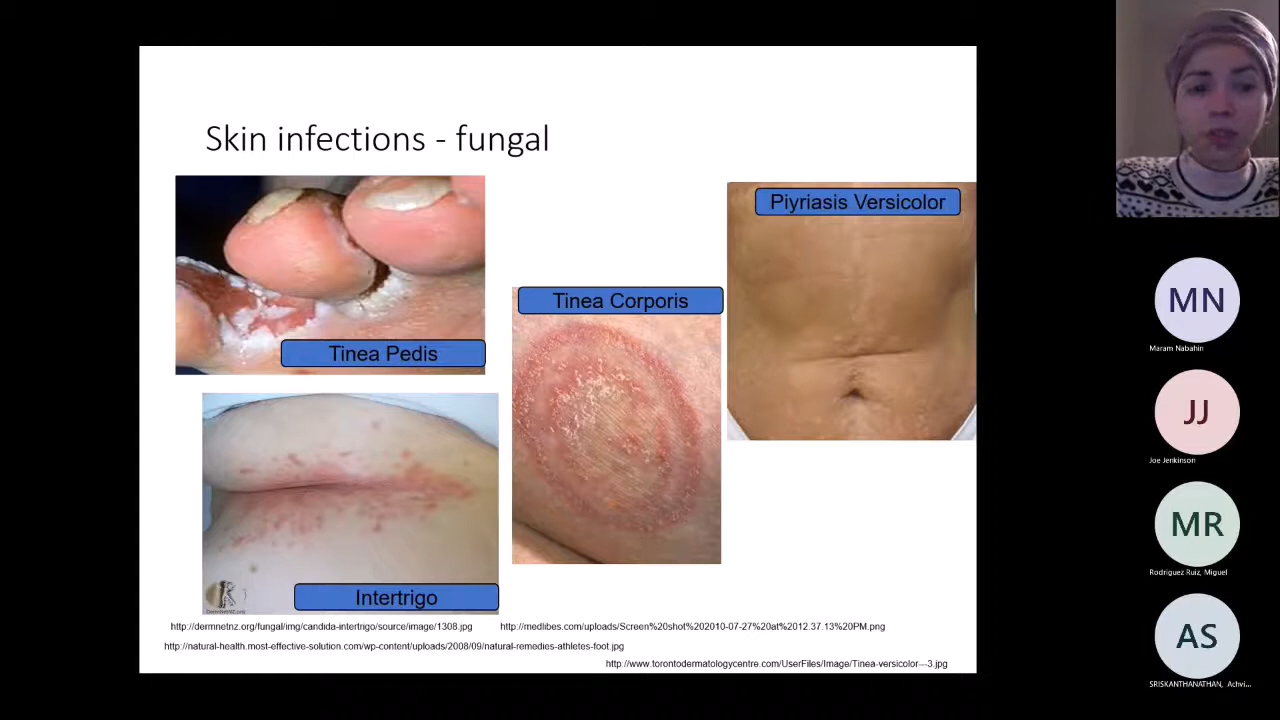 Skin infections - fungal
Piyriasis Versicolor
Tinea Corporis
Tinea Pedis
Intertrigo
http://dermnetnz.org/fungal/img/candida-intertrigo/source/image/1308.jpg
http://medlibes.com/uploads/Screen%20shot%202010-07-27%20at%2012.37.13%20PM.png
http://natural-health.most-effective-solution.com/wp-content/uploads/2008/09/natural-remedies-athletes-foot.jpg
http://www.torontodermatologycentre.com/UserFiles/Image/Tinea-versicolor---3.jpg
MN
Maram Nabahin
JJ
Joe Jenkinson
MR
Rodriguez Ruiz, Miguel
AS
SRISKANTHANATHAN, Achvi...